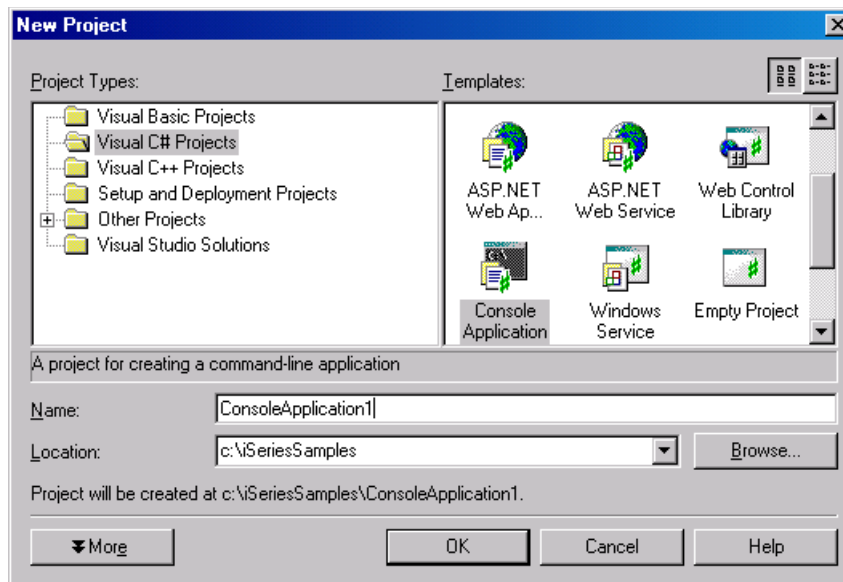 New Project
Project Types:
Templates:
Visual Basic Projects
Visual C# Projects
Visual C++ Projects
Setup and Deployment Projects
Other Projects
Visual Studio Solutions
ASP.NET
Web Ap...
ASP.NET
Web Service
Web Control
Library
Console
Application
Windows
Service
Empty Project
A project for creating a command-line application
Name:
ConsoleApplication1
Location:
c:\iSeriesSamples
Browse...
Project will be created at c:\iSeriesSamples\ConsoleApplication1.
More
OK
Cancel
Help